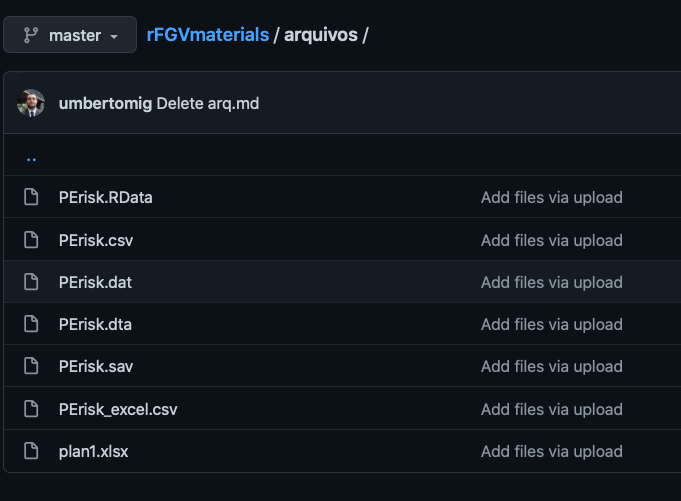 master rFGVmaterials / arquivos /
umbertomig Delete arq.md
..
PErisk.RData Add files via upload
PErisk.csv Add files via upload
PErisk.dat Add files via upload
PErisk.dta Add files via upload
PErisk.sav Add files via upload
PErisk_excel.csv Add files via upload
plan1.xlsx Add files via upload